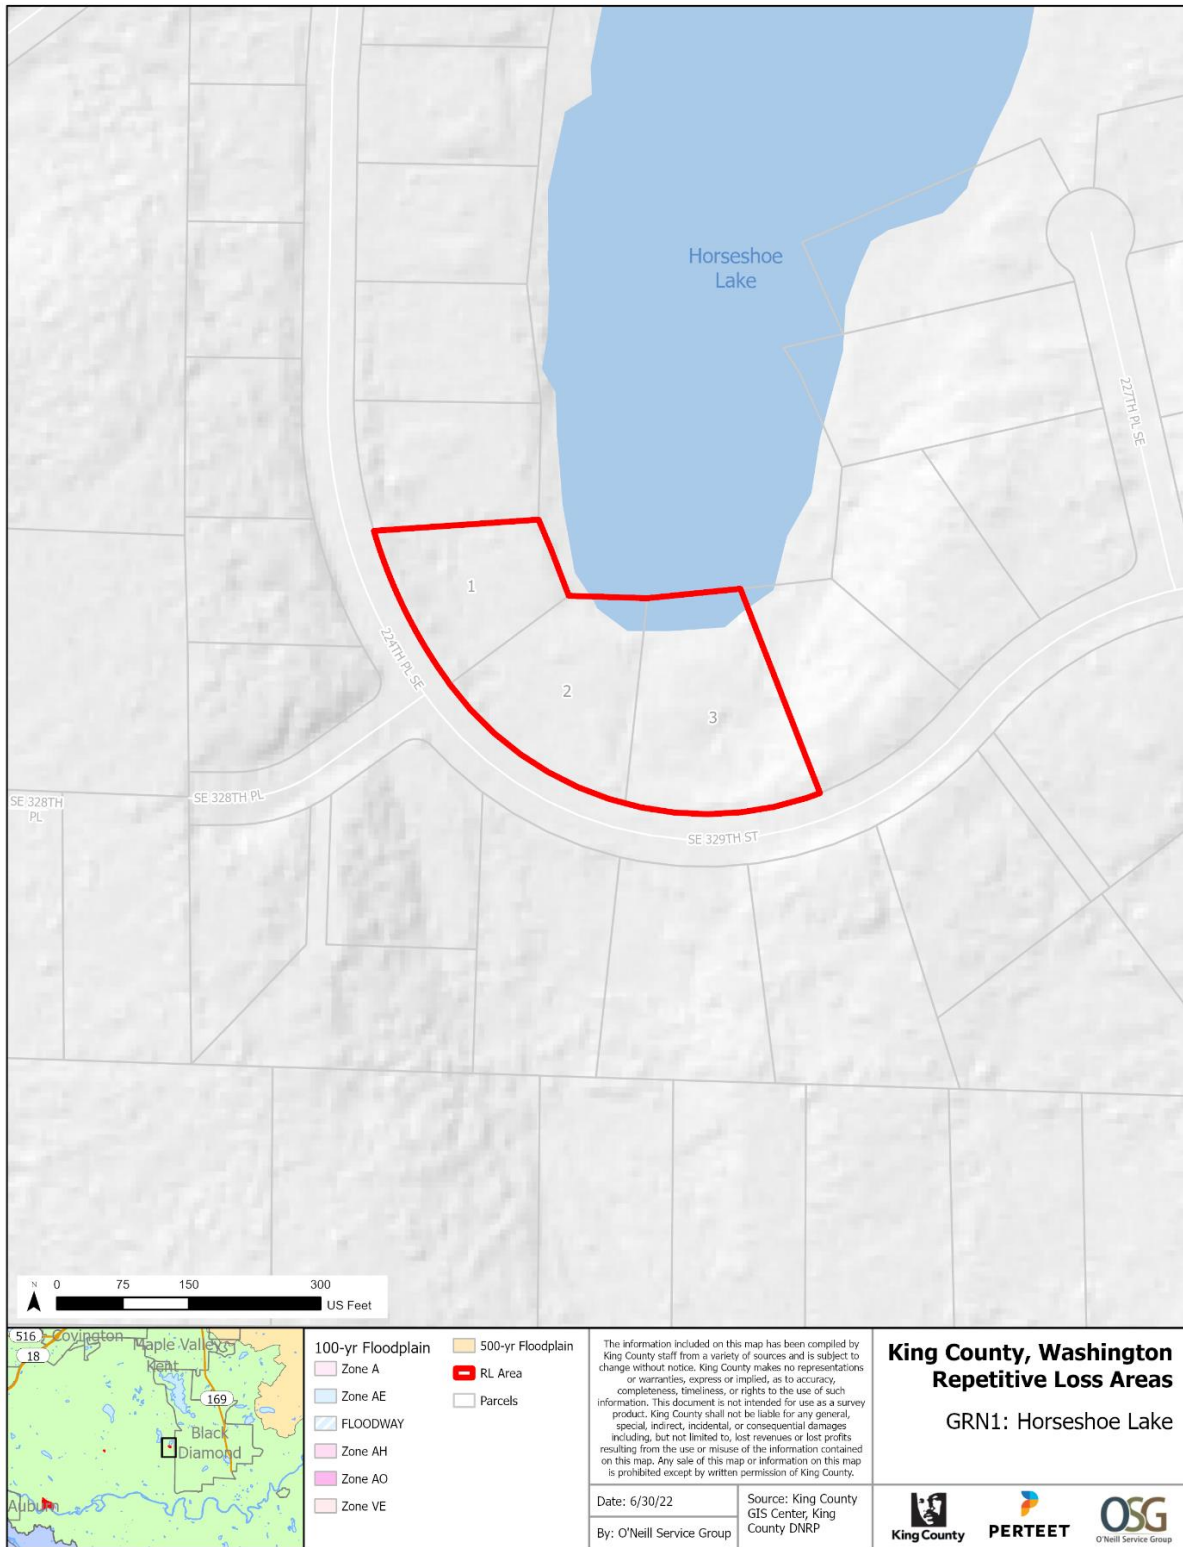 Horseshoe
Lake
227TH PL SE
1
224TH PL SE
2
3
SE 328TH
PL
SE 328TH PL
SE 329TH ST
N
0 75 150 300
US Feet
516
Covington
Maple Valley
18
Kent
169
Black
Diamond
Auburn
100-yr Floodplain
Zone A
Zone AE
FLOODWAY
Zone AH
Zone AO
Zone VE
500-yr Floodplain
RL Area
Parcels
The information included on this map has been compiled by
King County staff from a variety of sources and is subject to
change without notice. King County makes no representations
or warranties, express or implied, as to accuracy,
completeness, timeliness, or rights to the use of such
information. This document is not intended for use as a survey
product. King County shall not be liable for any general,
special, indirect, incidental, or consequential damages
including, but not limited to, lost revenues or lost profits
resulting from the use or misuse of the information contained
on this map. Any sale of this map or information on this map
is prohibited except by written permission of King County.
Date: 6/30/22
By: O'Neill Service Group
Source: King County
GIS Center, King
County DNRP
King County, Washington
Repetitive Loss Areas
GRN1: Horseshoe Lake
King County
PERTEET
OSG
O'Neill Service Group